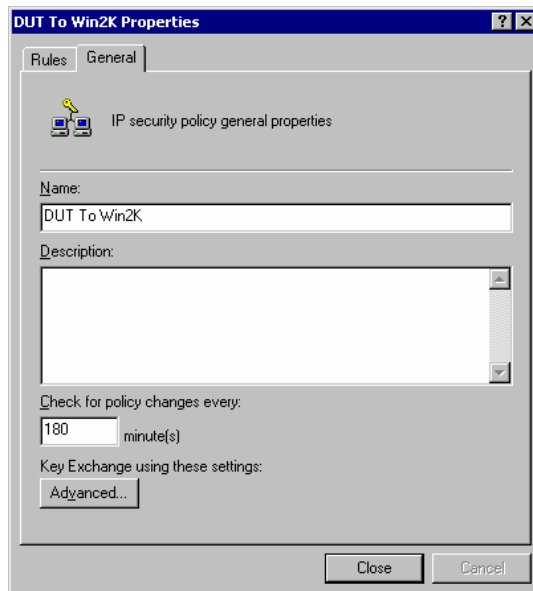 DUT To Win2K Properties
Rules General
IP security policy general properties
Name:
DUT To Win2K
Description:
Check for policy changes every:
180 minute(s)
Key Exchange using these settings:
Advanced...
Close Cancel